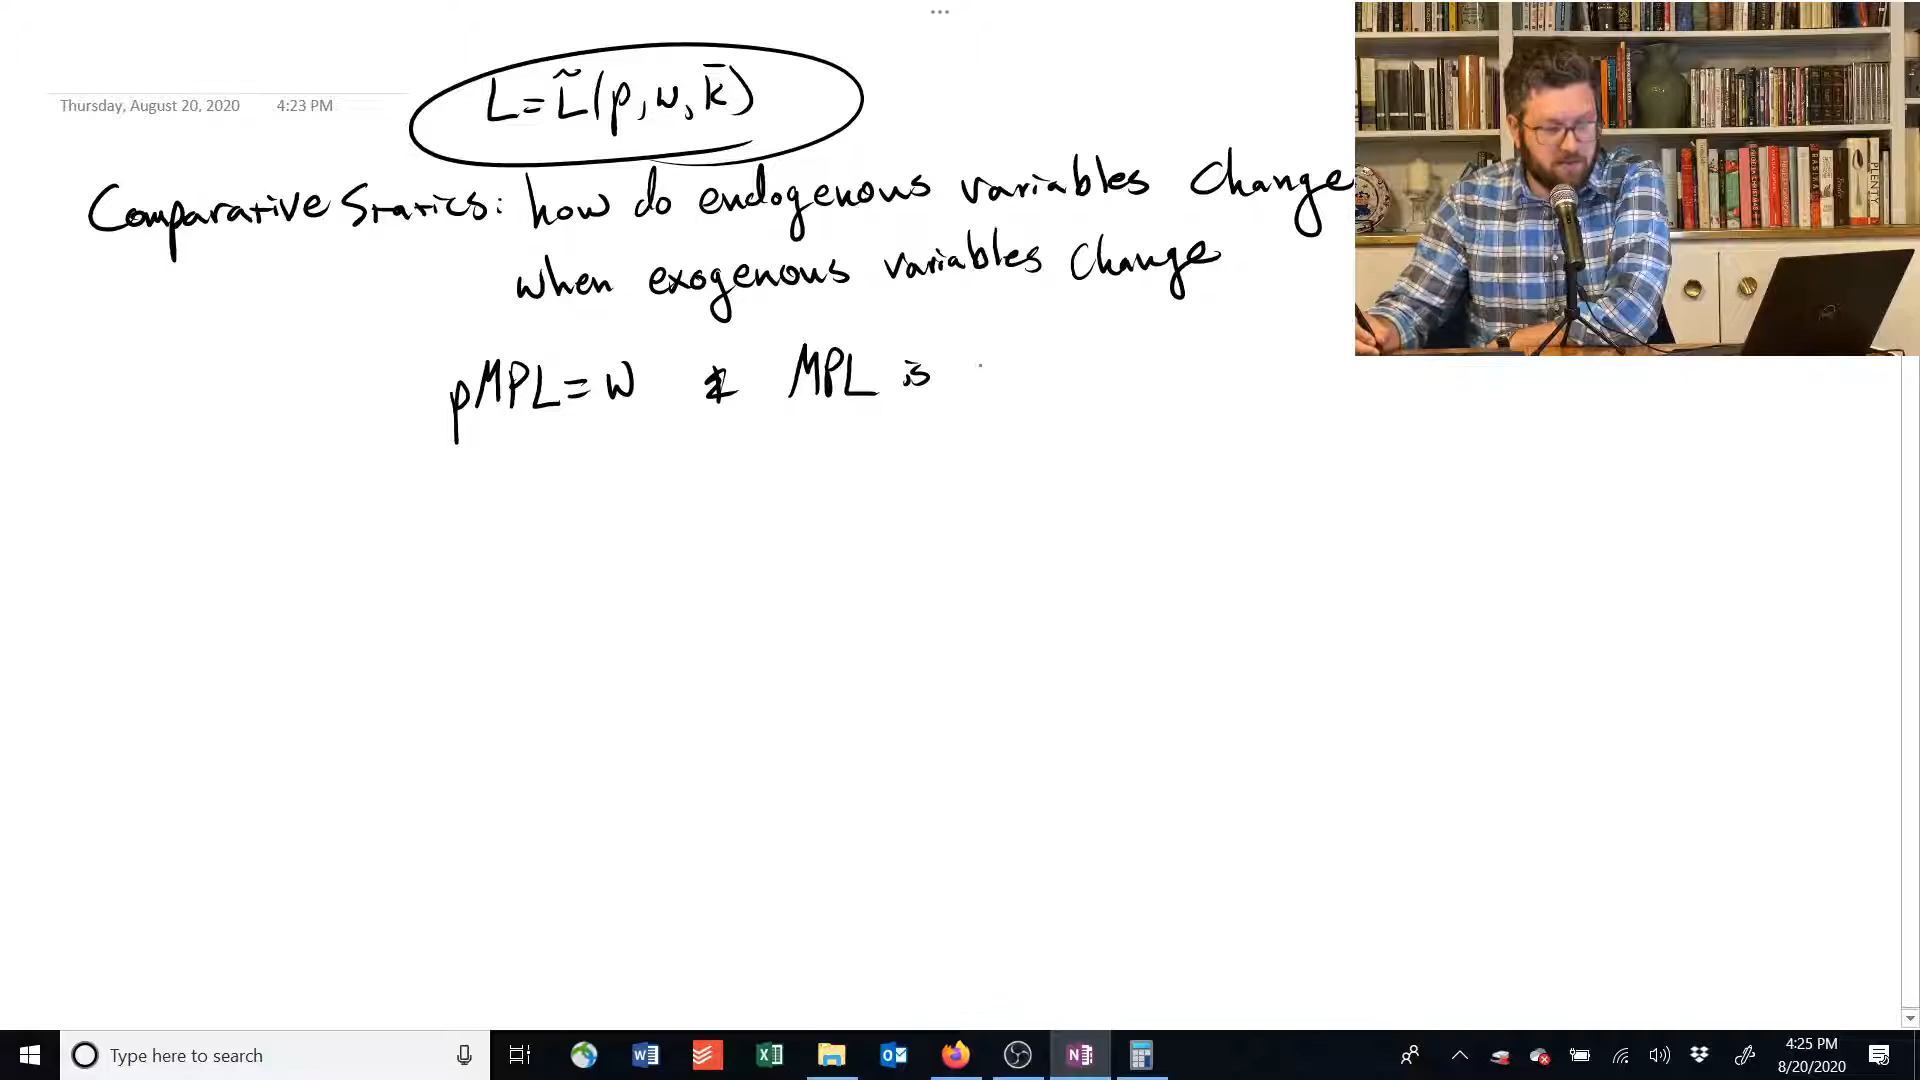 L = L̃(p, w, k̄)
Thursday, August 20, 2020 4:23 PM
Comparative Statics: how do endogenous variables change
when exogenous variables change
pMPL = w & MPL is
PLENTY
Type here to search
4:25 PM
8/20/2020